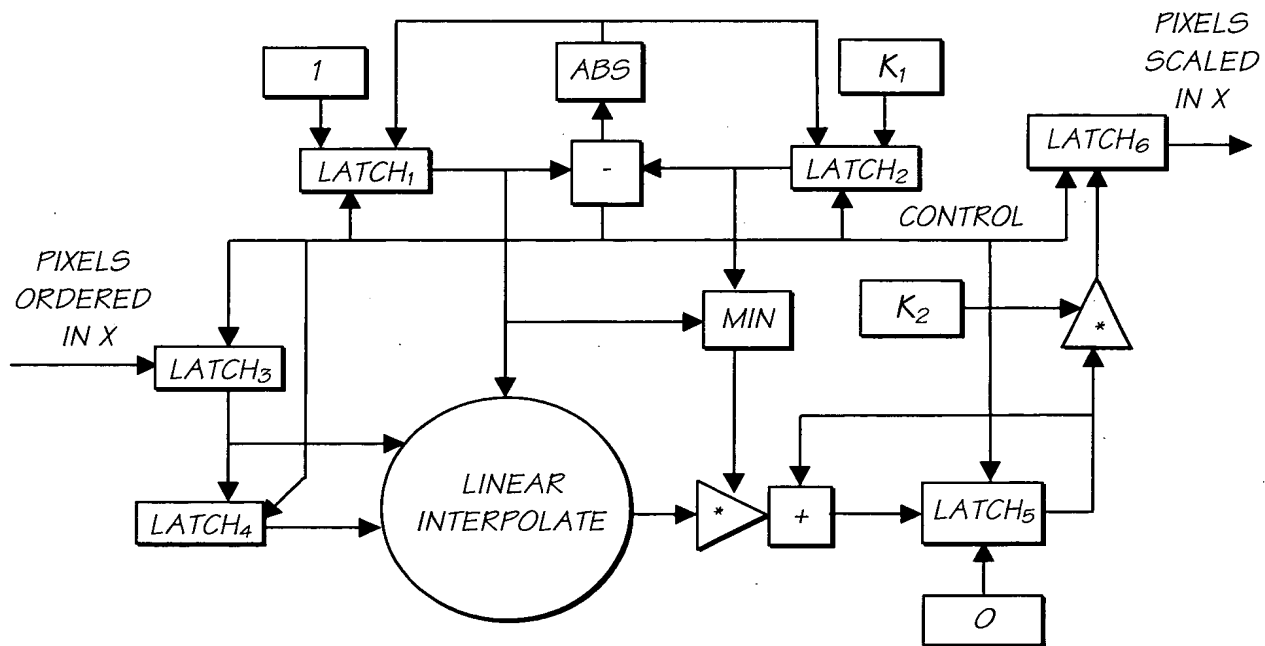 PIXELS
SCALED
IN X
1
ABS
K₁
LATCH₁
-
LATCH₂
LATCH₆
CONTROL
PIXELS
ORDERED
IN X
MIN
K₂
*
LATCH₃
LINEAR
INTERPOLATE
LATCH₄
*
+
LATCH₅
0